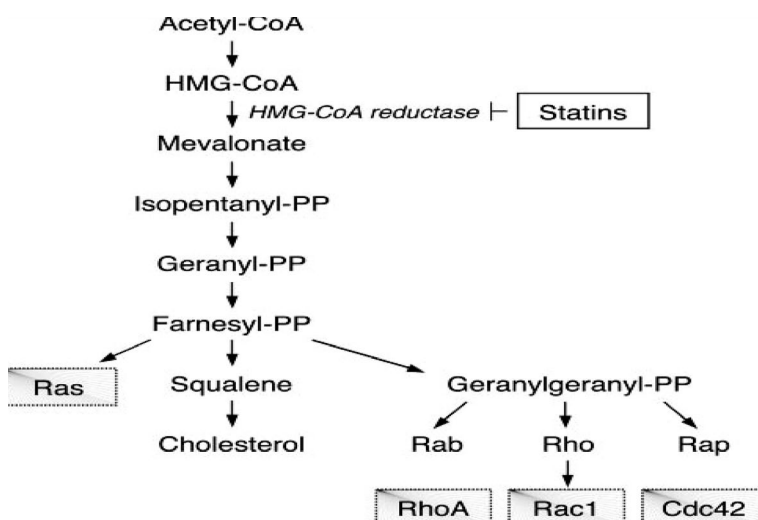 Acetyl-CoA
HMG-CoA
HMG-CoA reductase
Statins
Mevalonate
Isopentanyl-PP
Geranyl-PP
Farnesyl-PP
Ras
Squalene
Geranylgeranyl-PP
Cholesterol
Rab
Rho
Rap
RhoA
Rac1
Cdc42